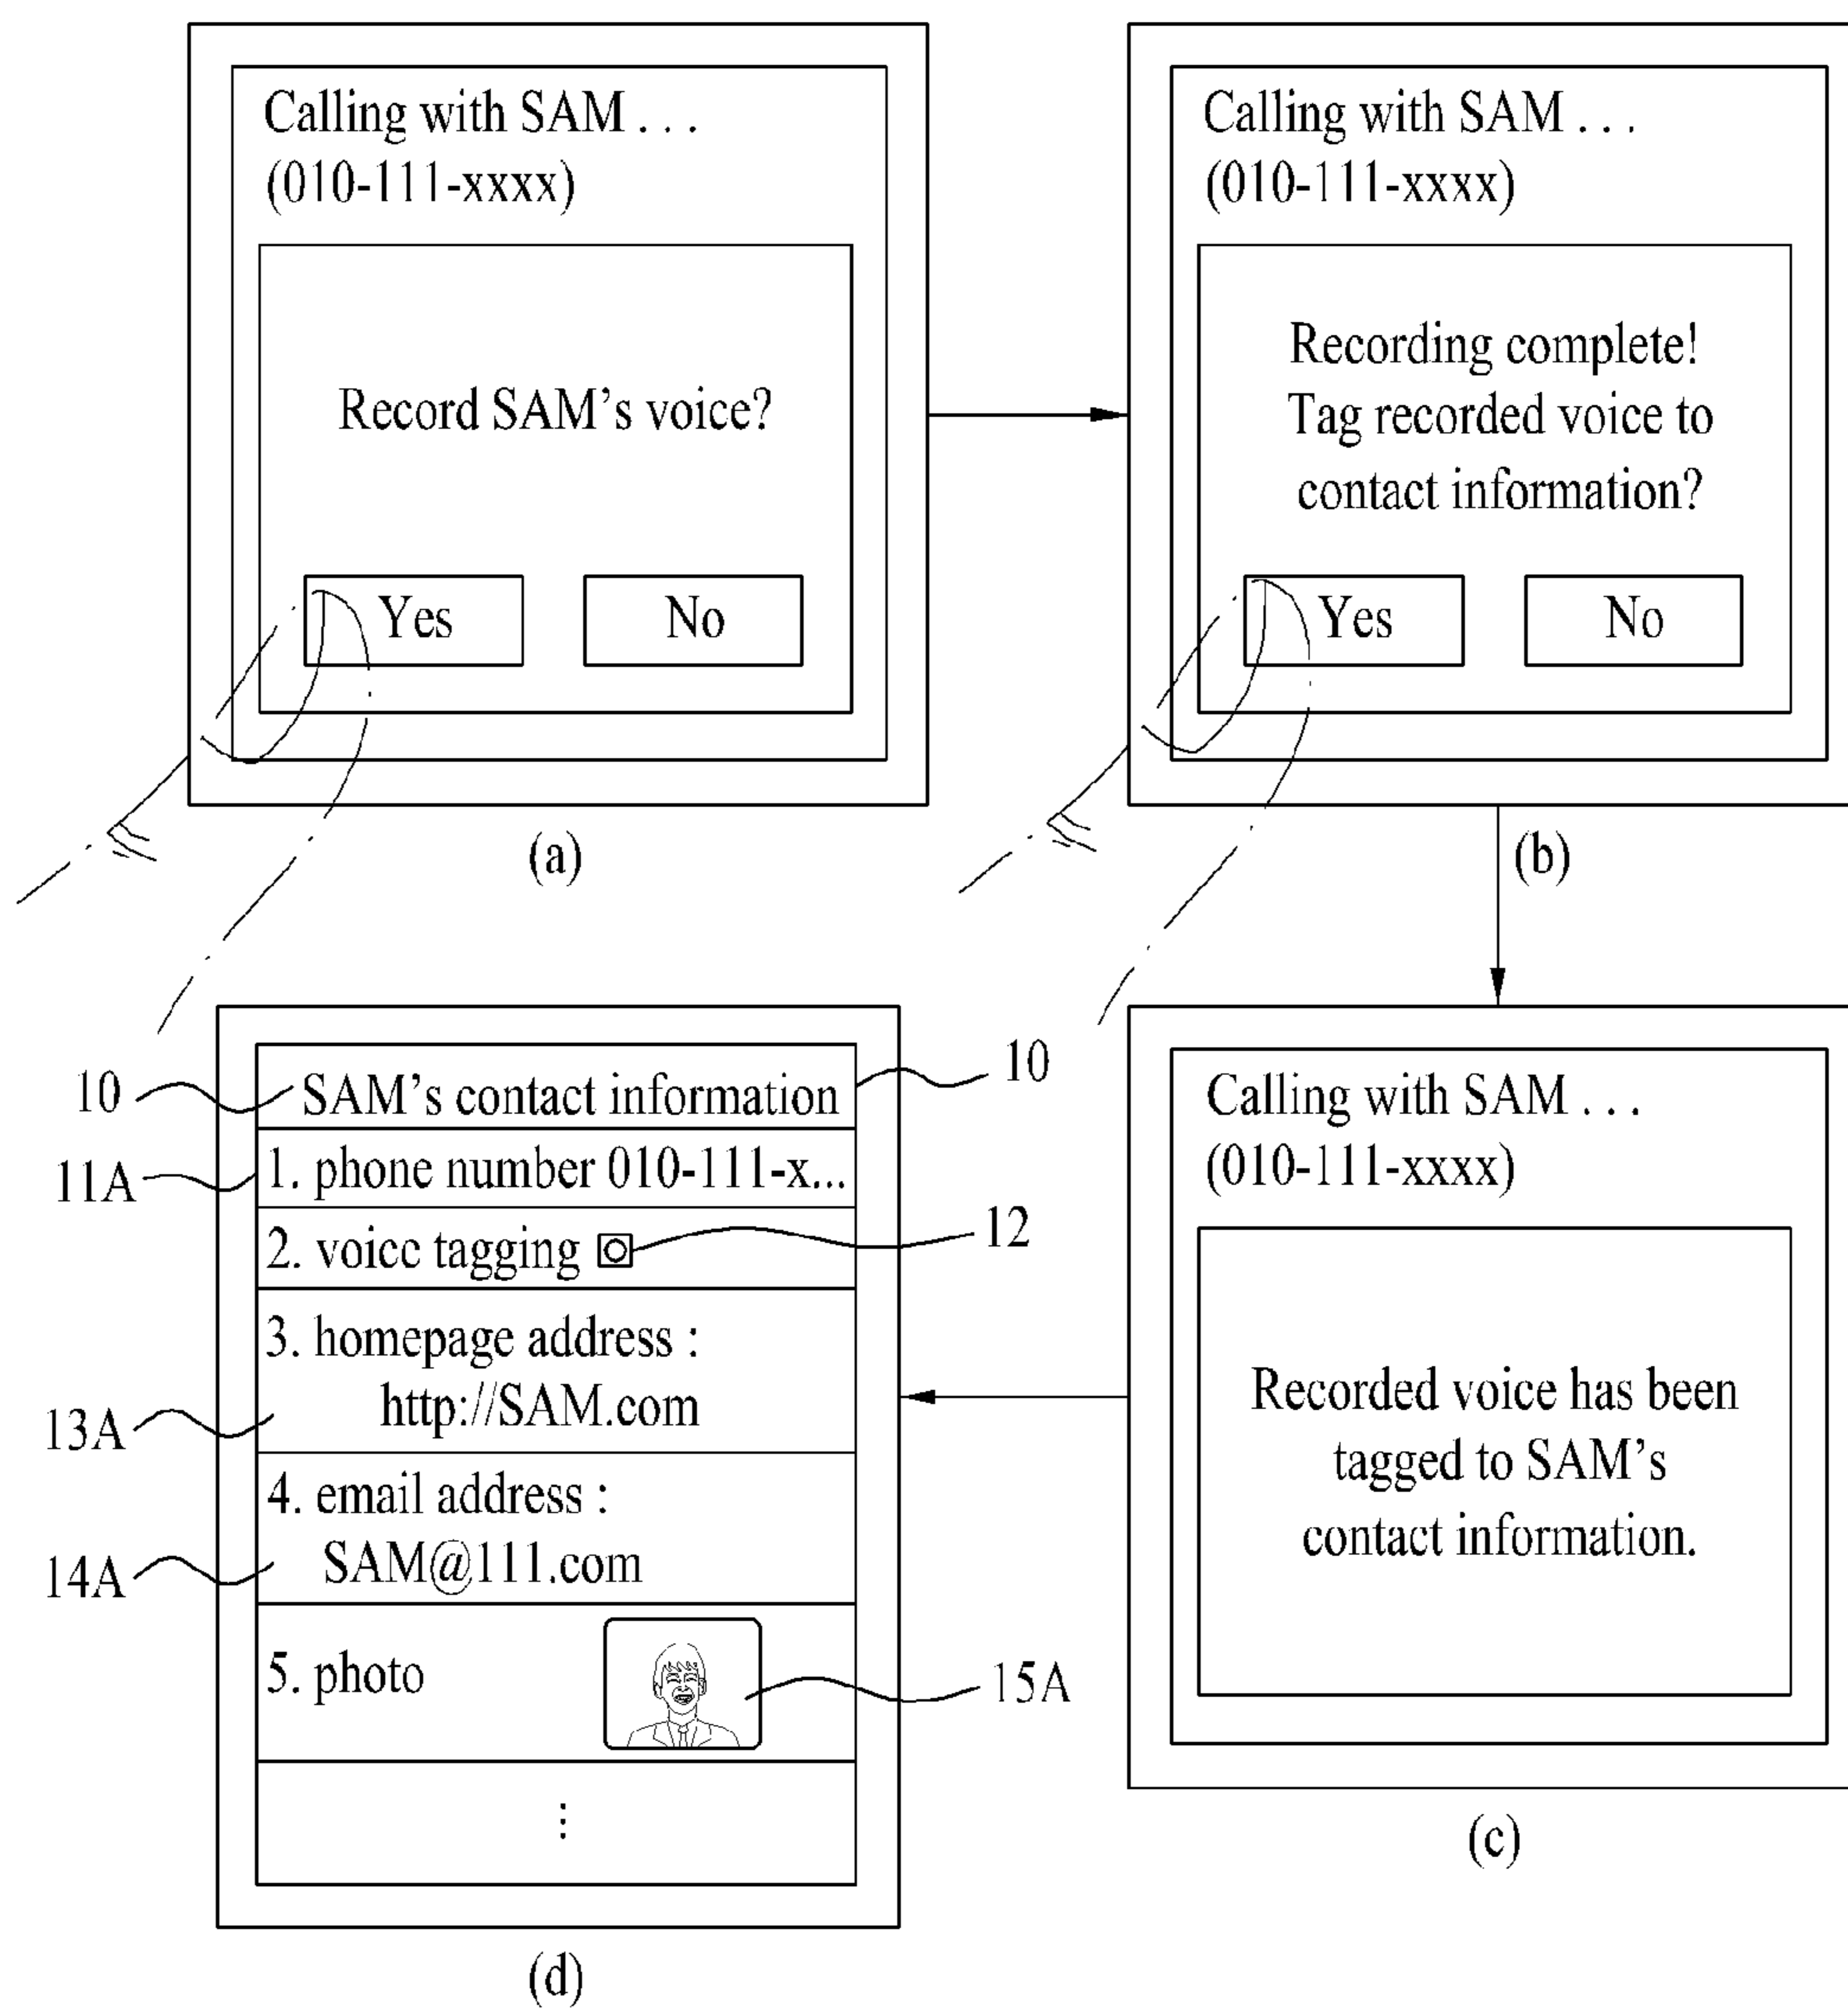 Calling with SAM . . .
(010-111-xxxx)
Record SAM's voice?
Yes
No
(a)
Calling with SAM . . .
(010-111-xxxx)
Recording complete!
Tag recorded voice to
contact information?
Yes
No
(b)
Calling with SAM . . .
(010-111-xxxx)
Recorded voice has been
tagged to SAM's
contact information.
(c)
10
SAM's contact information
10
11A
1. phone number 010-111-x...
2. voice tagging
12
3. homepage address :
http://SAM.com
13A
4. email address :
SAM@111.com
14A
5. photo
15A
⋮
(d)